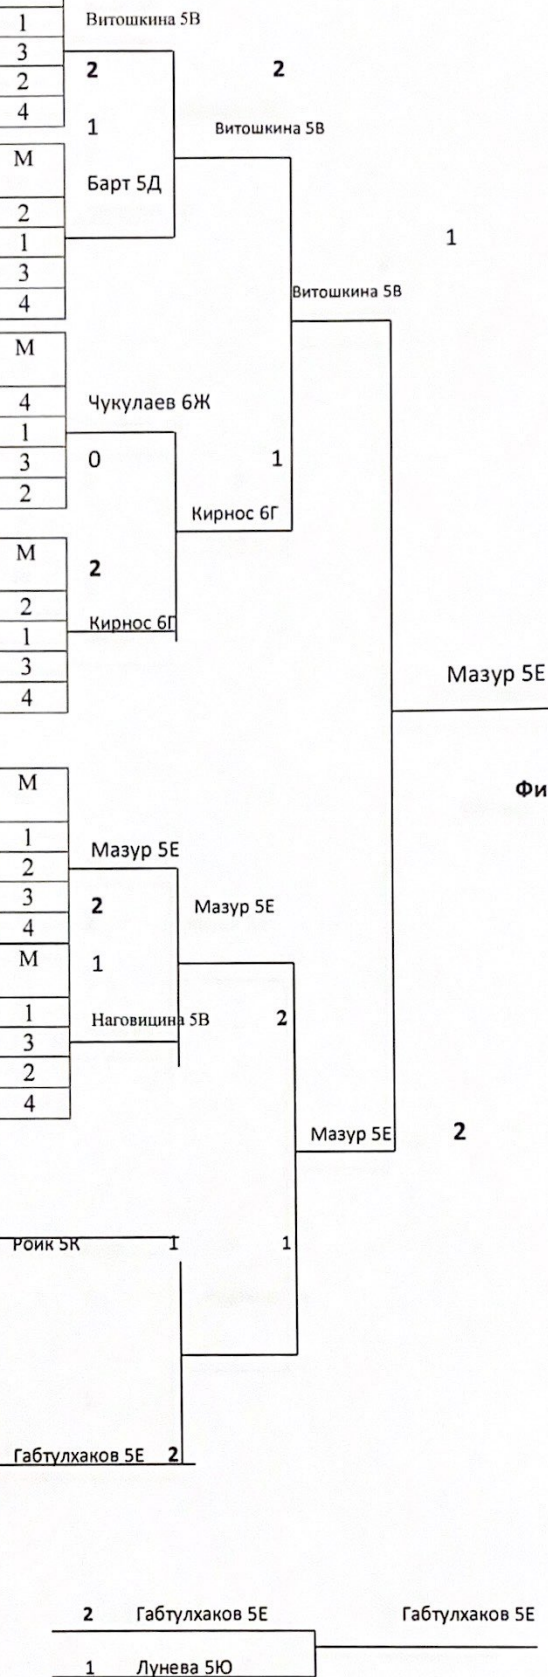 1
Витошкина 5В
3
2
2
2
4
1
Витошкина 5В
М
Барт 5Д
2
1
1
3
Витошкина 5В
4
М
4
Чукулаев 6Ж
1
3
0
1
2
Кирнос 6Г
М
2
2
Кирнос 6Г
1
3
4
Мазур 5Е
М
Фи
1
Мазур 5Е
2
3
2
Мазур 5Е
4
М
1
1
Наговицина 5В
2
3
2
4
Мазур 5Е
2
Роик 5К
1
1
Габтулхаков 5Е
2
2
Габтулхаков 5Е
Габтулхаков 5Е
1
Лунева 5Ю